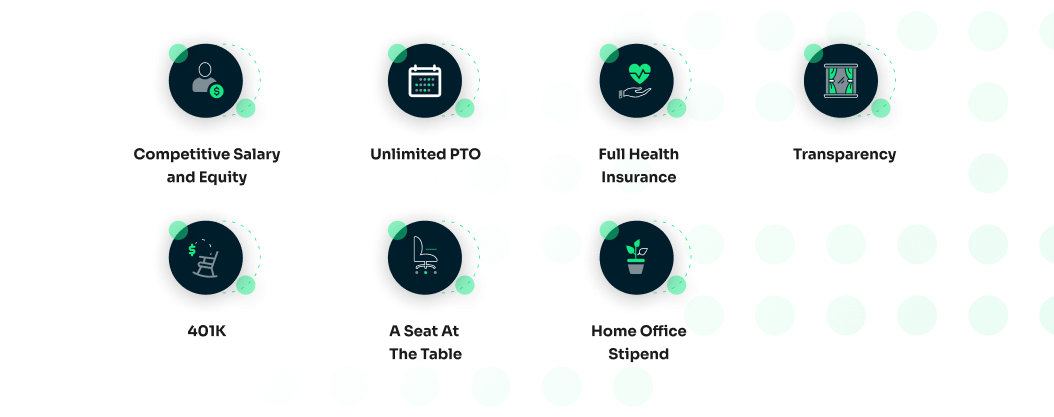 Competitive Salary
and Equity
Unlimited PTO
Full Health
Insurance
Transparency
401K
A Seat At
The Table
Home Office
Stipend